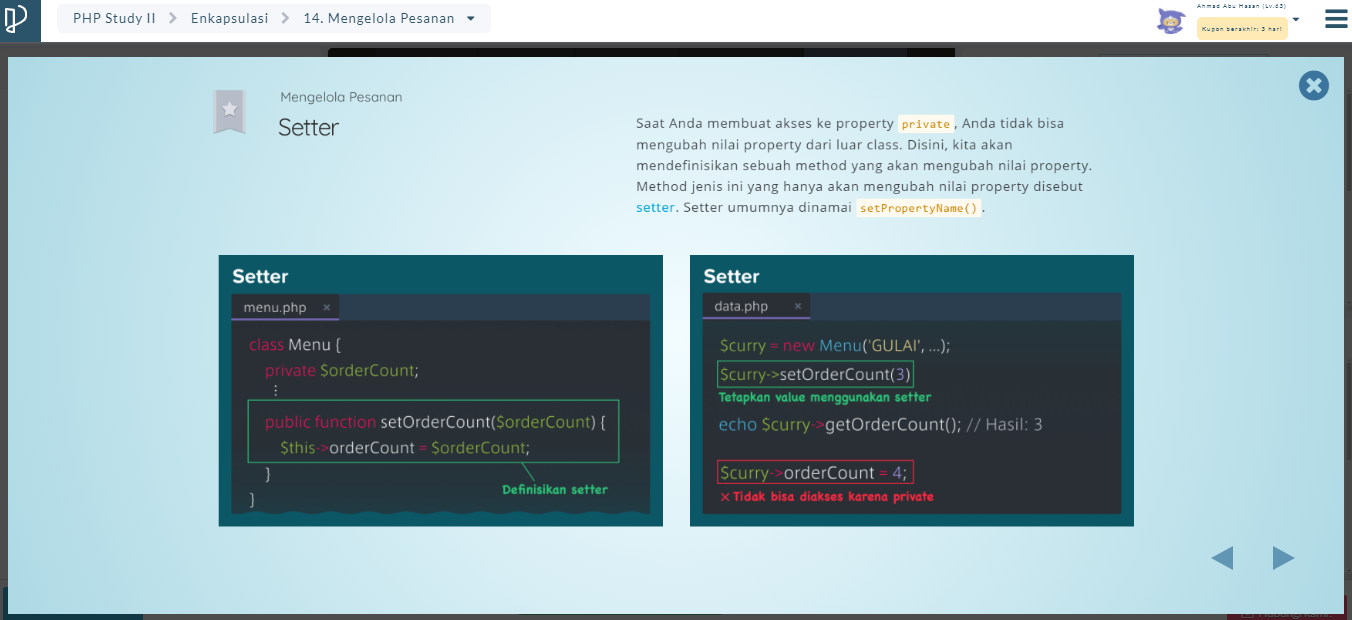 PHP Study II
Enkapsulasi
14. Mengelola Pesanan
Ahmad Abu Hasan (Lv.63)
Kupon berakhir: 3 hari
Mengelola Pesanan
Setter
Saat Anda membuat akses ke property private, Anda tidak bisa
mengubah nilai property dari luar class. Disini, kita akan
mendefinisikan sebuah method yang akan mengubah nilai property.
Method jenis ini yang hanya akan mengubah nilai property disebut
setter. Setter umumnya dinamai setPropertyName().
Setter
menu.php ×
class Menu {
private $orderCount;
⋮
public function setOrderCount($orderCount) {
$this->orderCount = $orderCount;
Definisikan setter
}
}
Setter
data.php ×
$curry = new Menu('GULAI', ...);
$curry->setOrderCount(3)
Tetapkan value menggunakan setter
echo $curry->getOrderCount(); // Hasil: 3
$curry->orderCount = 4;
× Tidak bisa diakses karena private